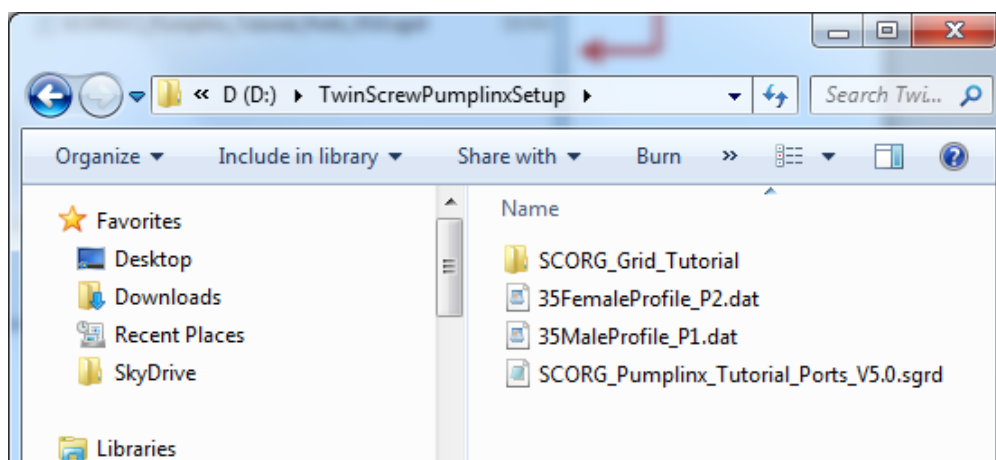 « D (D:) ▸ TwinScrewPumplinxSetup ▸
Search Twi...
Organize ▾ Include in library ▾ Share with ▾ Burn »
Favorites
Desktop
Downloads
Recent Places
SkyDrive
Libraries
Name
SCORG_Grid_Tutorial
35FemaleProfile_P2.dat
35MaleProfile_P1.dat
SCORG_Pumplinx_Tutorial_Ports_V5.0.sgrd